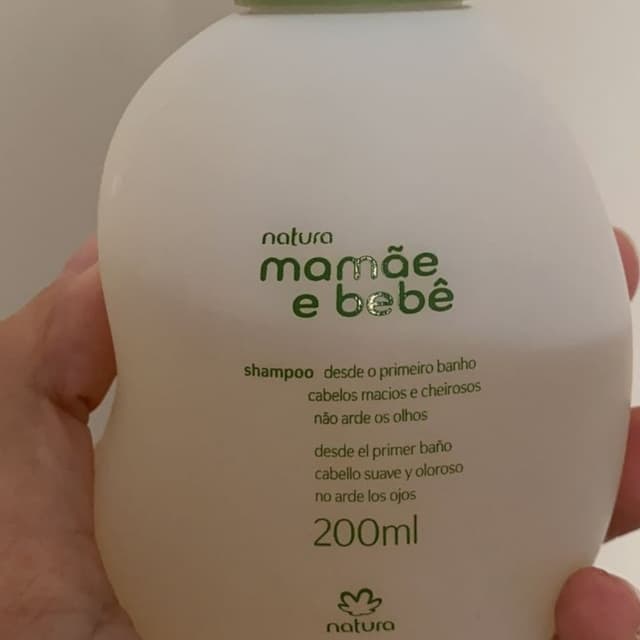 natura
mamãe
e bebê
shampoo desde o primeiro banho
cabelos macios e cheirosos
não arde os olhos
desde el primer baño
cabello suave y oloroso
no arde los ojos
200ml
natura